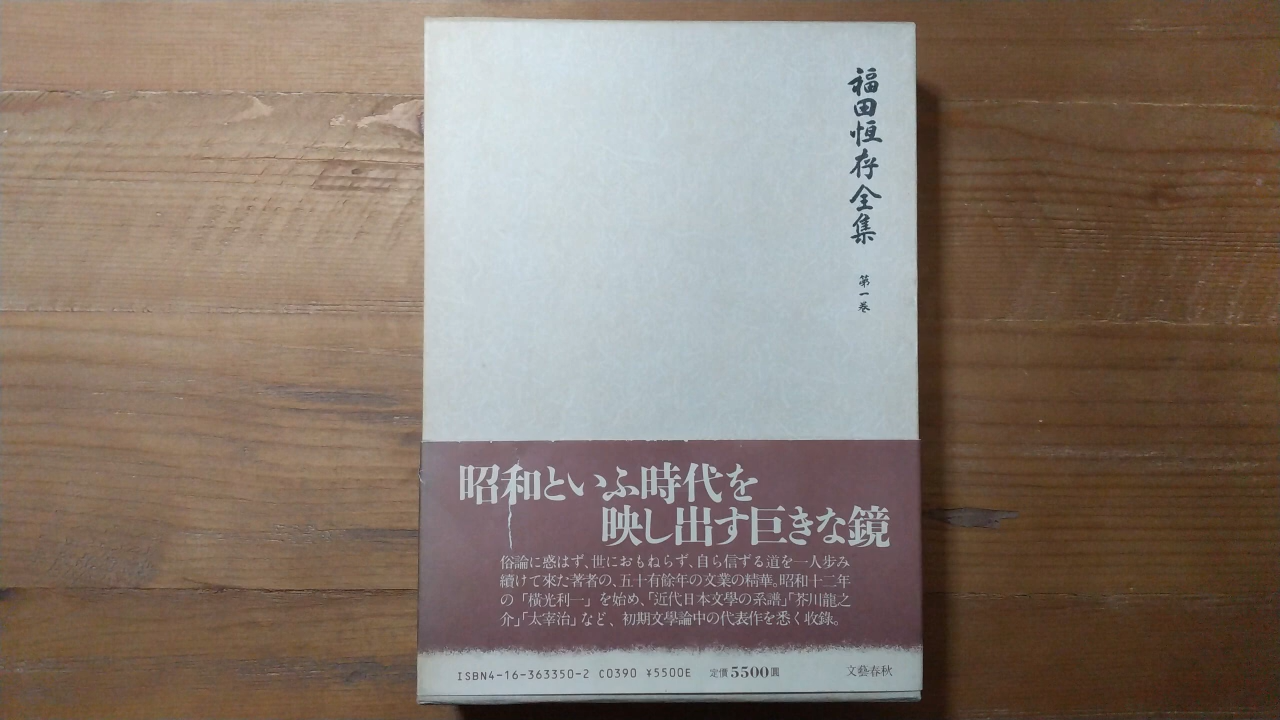 福田恆存全集
第一巻
昭和といふ時代を
映し出す巨きな鏡
俗論に惑はず、世におもねらず、自ら信ずる道を一人歩み
續けて來た著者の、五十有餘年の文業の精華。昭和十二年
の「橫光利一」を始め、「近代日本文學の系譜」「芥川龍之
介」「太宰治」など、初期文學論中の代表作を悉く收錄。
ISBN4-16-363350-2 C0390 ¥5500E 定價5500圓 文藝春秋